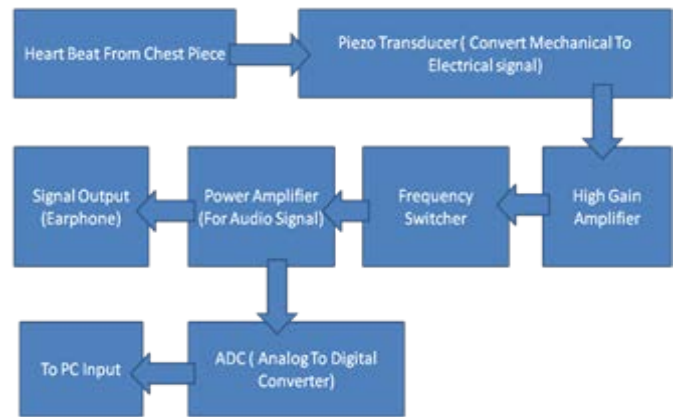 Heart Beat From Chest Piece
Piezo Transducer ( Convert Mechanical To
Electrical signal)
Signal Output
(Earphone)
Power Amplifier
(For Audio Signal)
Frequency
Switcher
High Gain
Amplifier
To PC Input
ADC ( Analog To Digital
Converter)